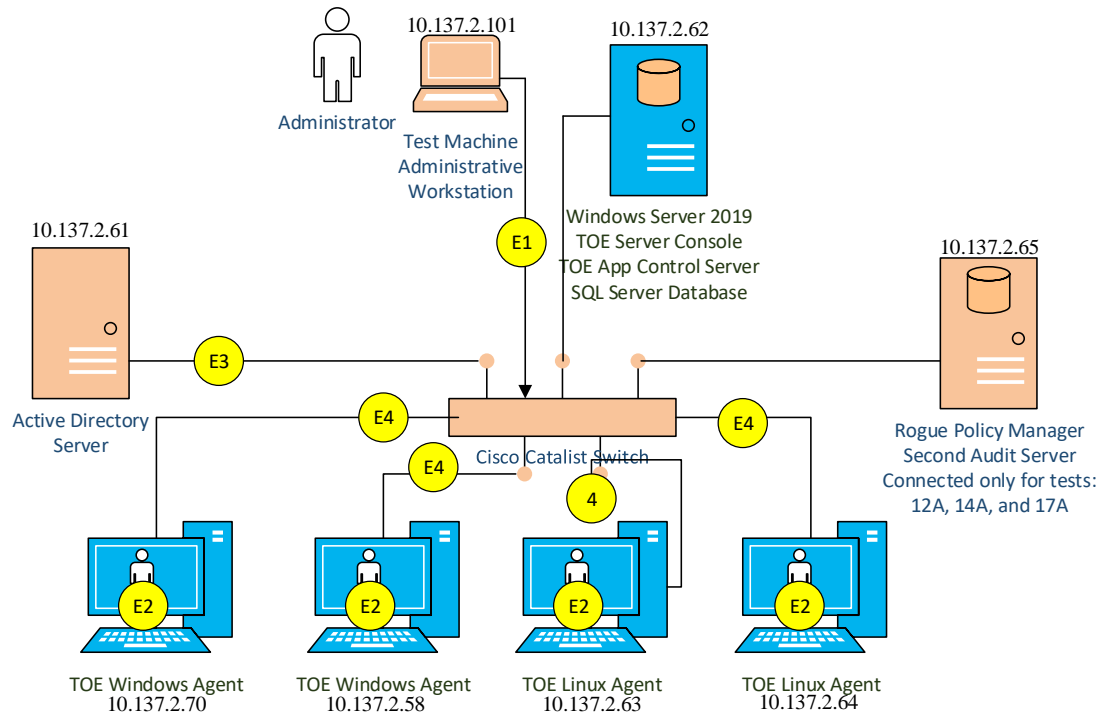 10.137.2.101
10.137.2.62
Administrator
Test Machine
Administrative
Workstation
Windows Server 2019
TOE Server Console
TOE App Control Server
SQL Server Database
10.137.2.61
10.137.2.65
E1
E3
Active Directory
Server
E4
E4
Cisco Catalist Switch
E4
4
Rogue Policy Manager
Second Audit Server
Connected only for tests:
12A, 14A, and 17A
E2
E2
E2
E2
TOE Windows Agent
10.137.2.70
TOE Windows Agent
10.137.2.58
TOE Linux Agent
10.137.2.63
TOE Linux Agent
10.137.2.64